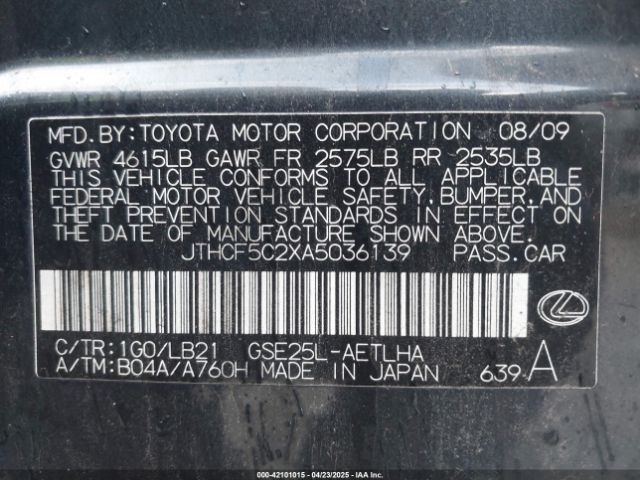 MFD. BY: TOYOTA MOTOR CORPORATION 08/09
GVWR 4615LB GAWR FR 2575LB RR 2535LB
THIS VEHICLE CONFORMS TO ALL APPLICABLE
FEDERAL MOTOR VEHICLE SAFETY, BUMPER, AND
THEFT PREVENTION STANDARDS IN EFFECT ON
THE DATE OF MANUFACTURE SHOWN ABOVE.
JTHCF5C2XA5036139 PASS. CAR
C/TR: 1G0/LB21 GSE25L-AETLHA
A/TM: B04A/A760H MADE IN JAPAN 639 A
000-42101015 - 04/23/2025 - IAAI.com